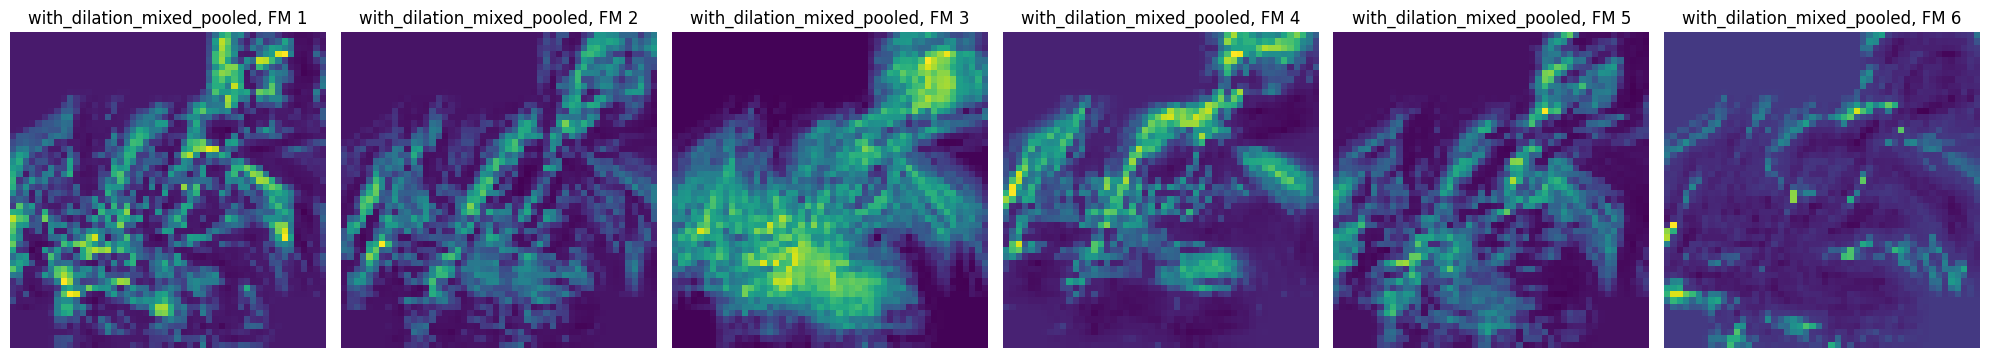 with_dilation_mixed_pooled, FM 1
with_dilation_mixed_pooled, FM 2
with_dilation_mixed_pooled, FM 3
with_dilation_mixed_pooled, FM 4
with_dilation_mixed_pooled, FM 5
with_dilation_mixed_pooled, FM 6